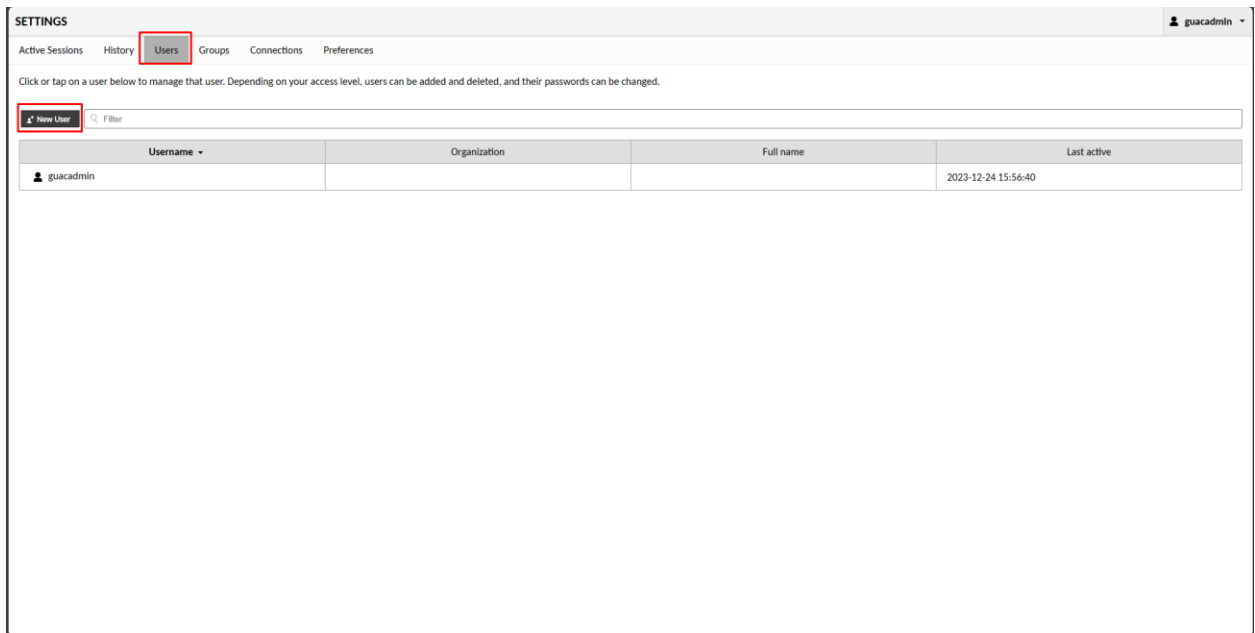 SETTINGS
guacadmin
Active Sessions History Users Groups Connections Preferences
Click or tap on a user below to manage that user. Depending on your access level, users can be added and deleted, and their passwords can be changed.
New User Filter
Username Organization Full name Last active
guacadmin 2023-12-24 15:56:40